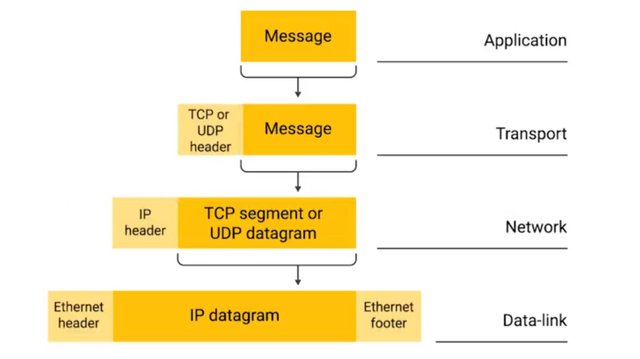 Message
Application
TCP or
UDP
header
Message
Transport
IP
header
TCP segment or
UDP datagram
Network
Ethernet
header
IP datagram
Ethernet
footer
Data-link